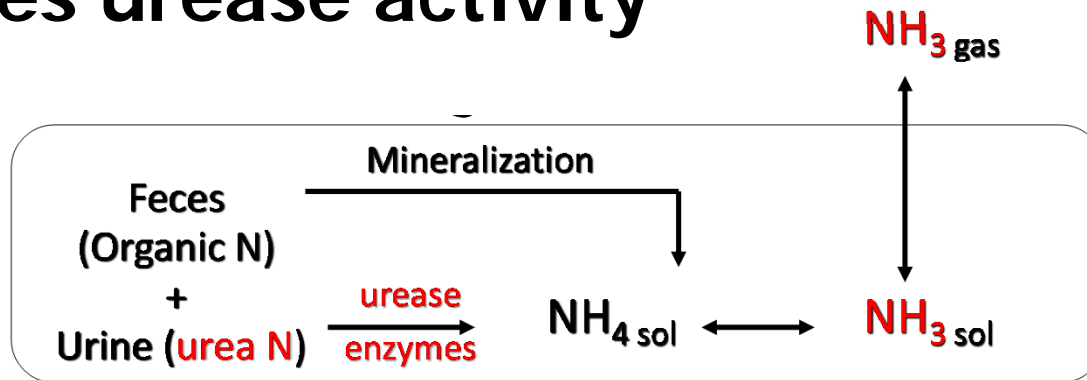 es urease activity
NH3 gas
Mineralization
Feces
(Organic N)
+
urease
Urine (urea N)
enzymes
NH4 sol
NH3 sol